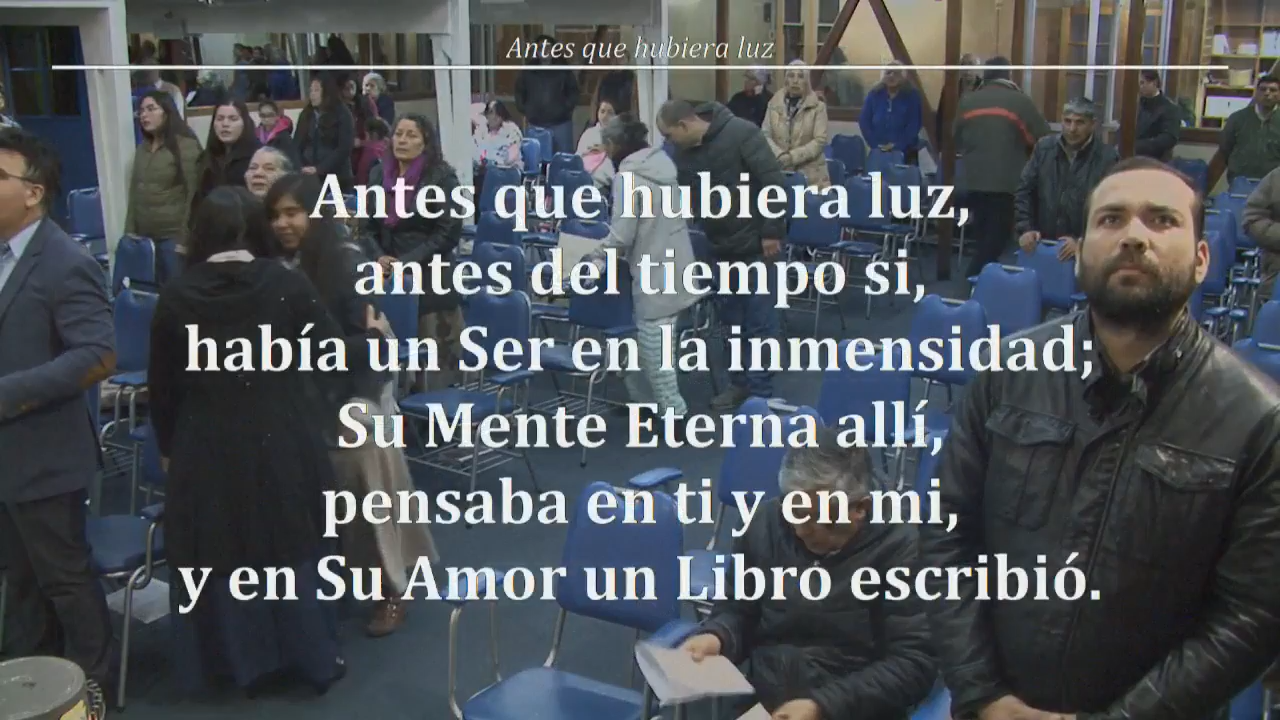 Antes que hubiera luz
Antes que hubiera luz,
antes del tiempo si,
había un Ser en la inmensidad;
Su Mente Eterna allí,
pensaba en ti y en mi,
y en Su Amor un Libro escribió.